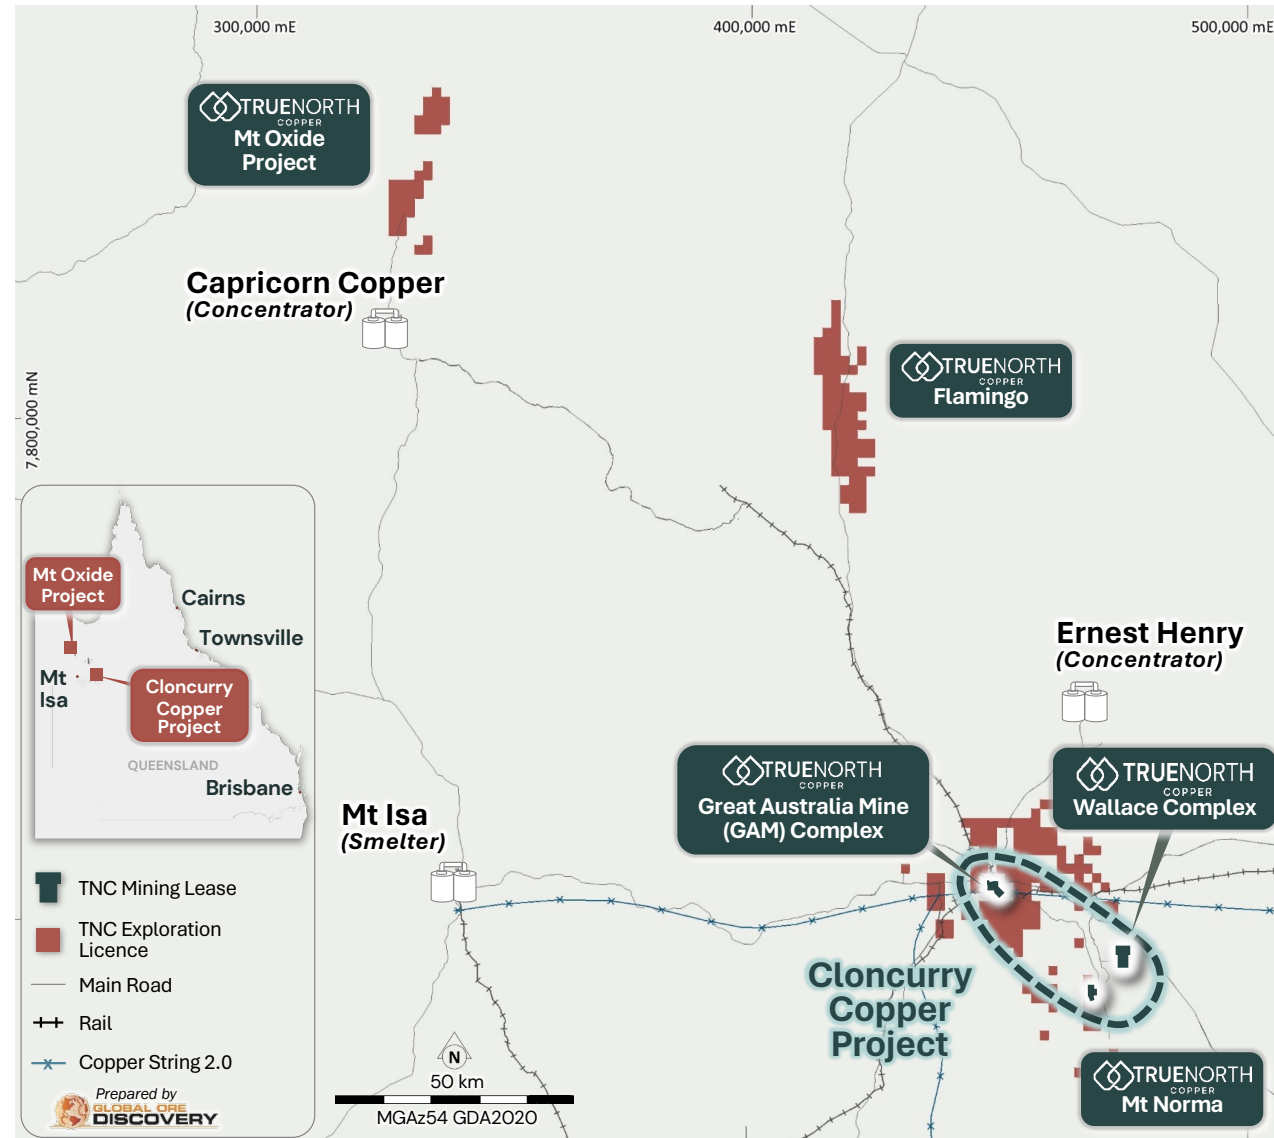 300,000 mE
400,000 mE
500,000 mE
TRUENORTH
COPPER
Mt Oxide
Project
Capricorn Copper
(Concentrator)
TRUENORTH
COPPER
Flamingo
7,800,000 mN
Mt Oxide
Project
Cairns
Townsville
Mt
Isa
Cloncurry
Copper
Project
QUEENSLAND
Brisbane
Ernest Henry
(Concentrator)
TRUENORTH
COPPER
Great Australia Mine
(GAM) Complex
TRUENORTH
COPPER
Wallace Complex
Mt Isa
(Smelter)
TNC Mining Lease
TNC Exploration
Licence
Main Road
Rail
Copper String 2.0
Prepared by
GLOBAL ORE
DISCOVERY
Cloncurry
Copper
Project
N
50 km
MGAz54 GDA2020
TRUENORTH
COPPER
Mt Norma